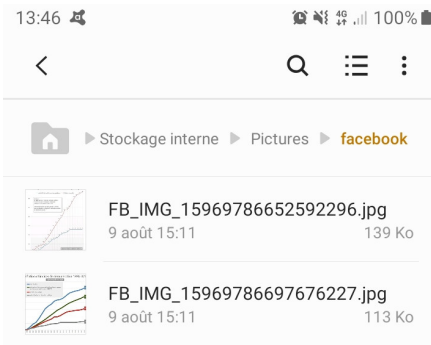 13:46 4G 100%
Stockage interne Pictures facebook
FB_IMG_15969786652592296.jpg
9 août 15:11 139 Ko
FB_IMG_15969786697676227.jpg
9 août 15:11 113 Ko